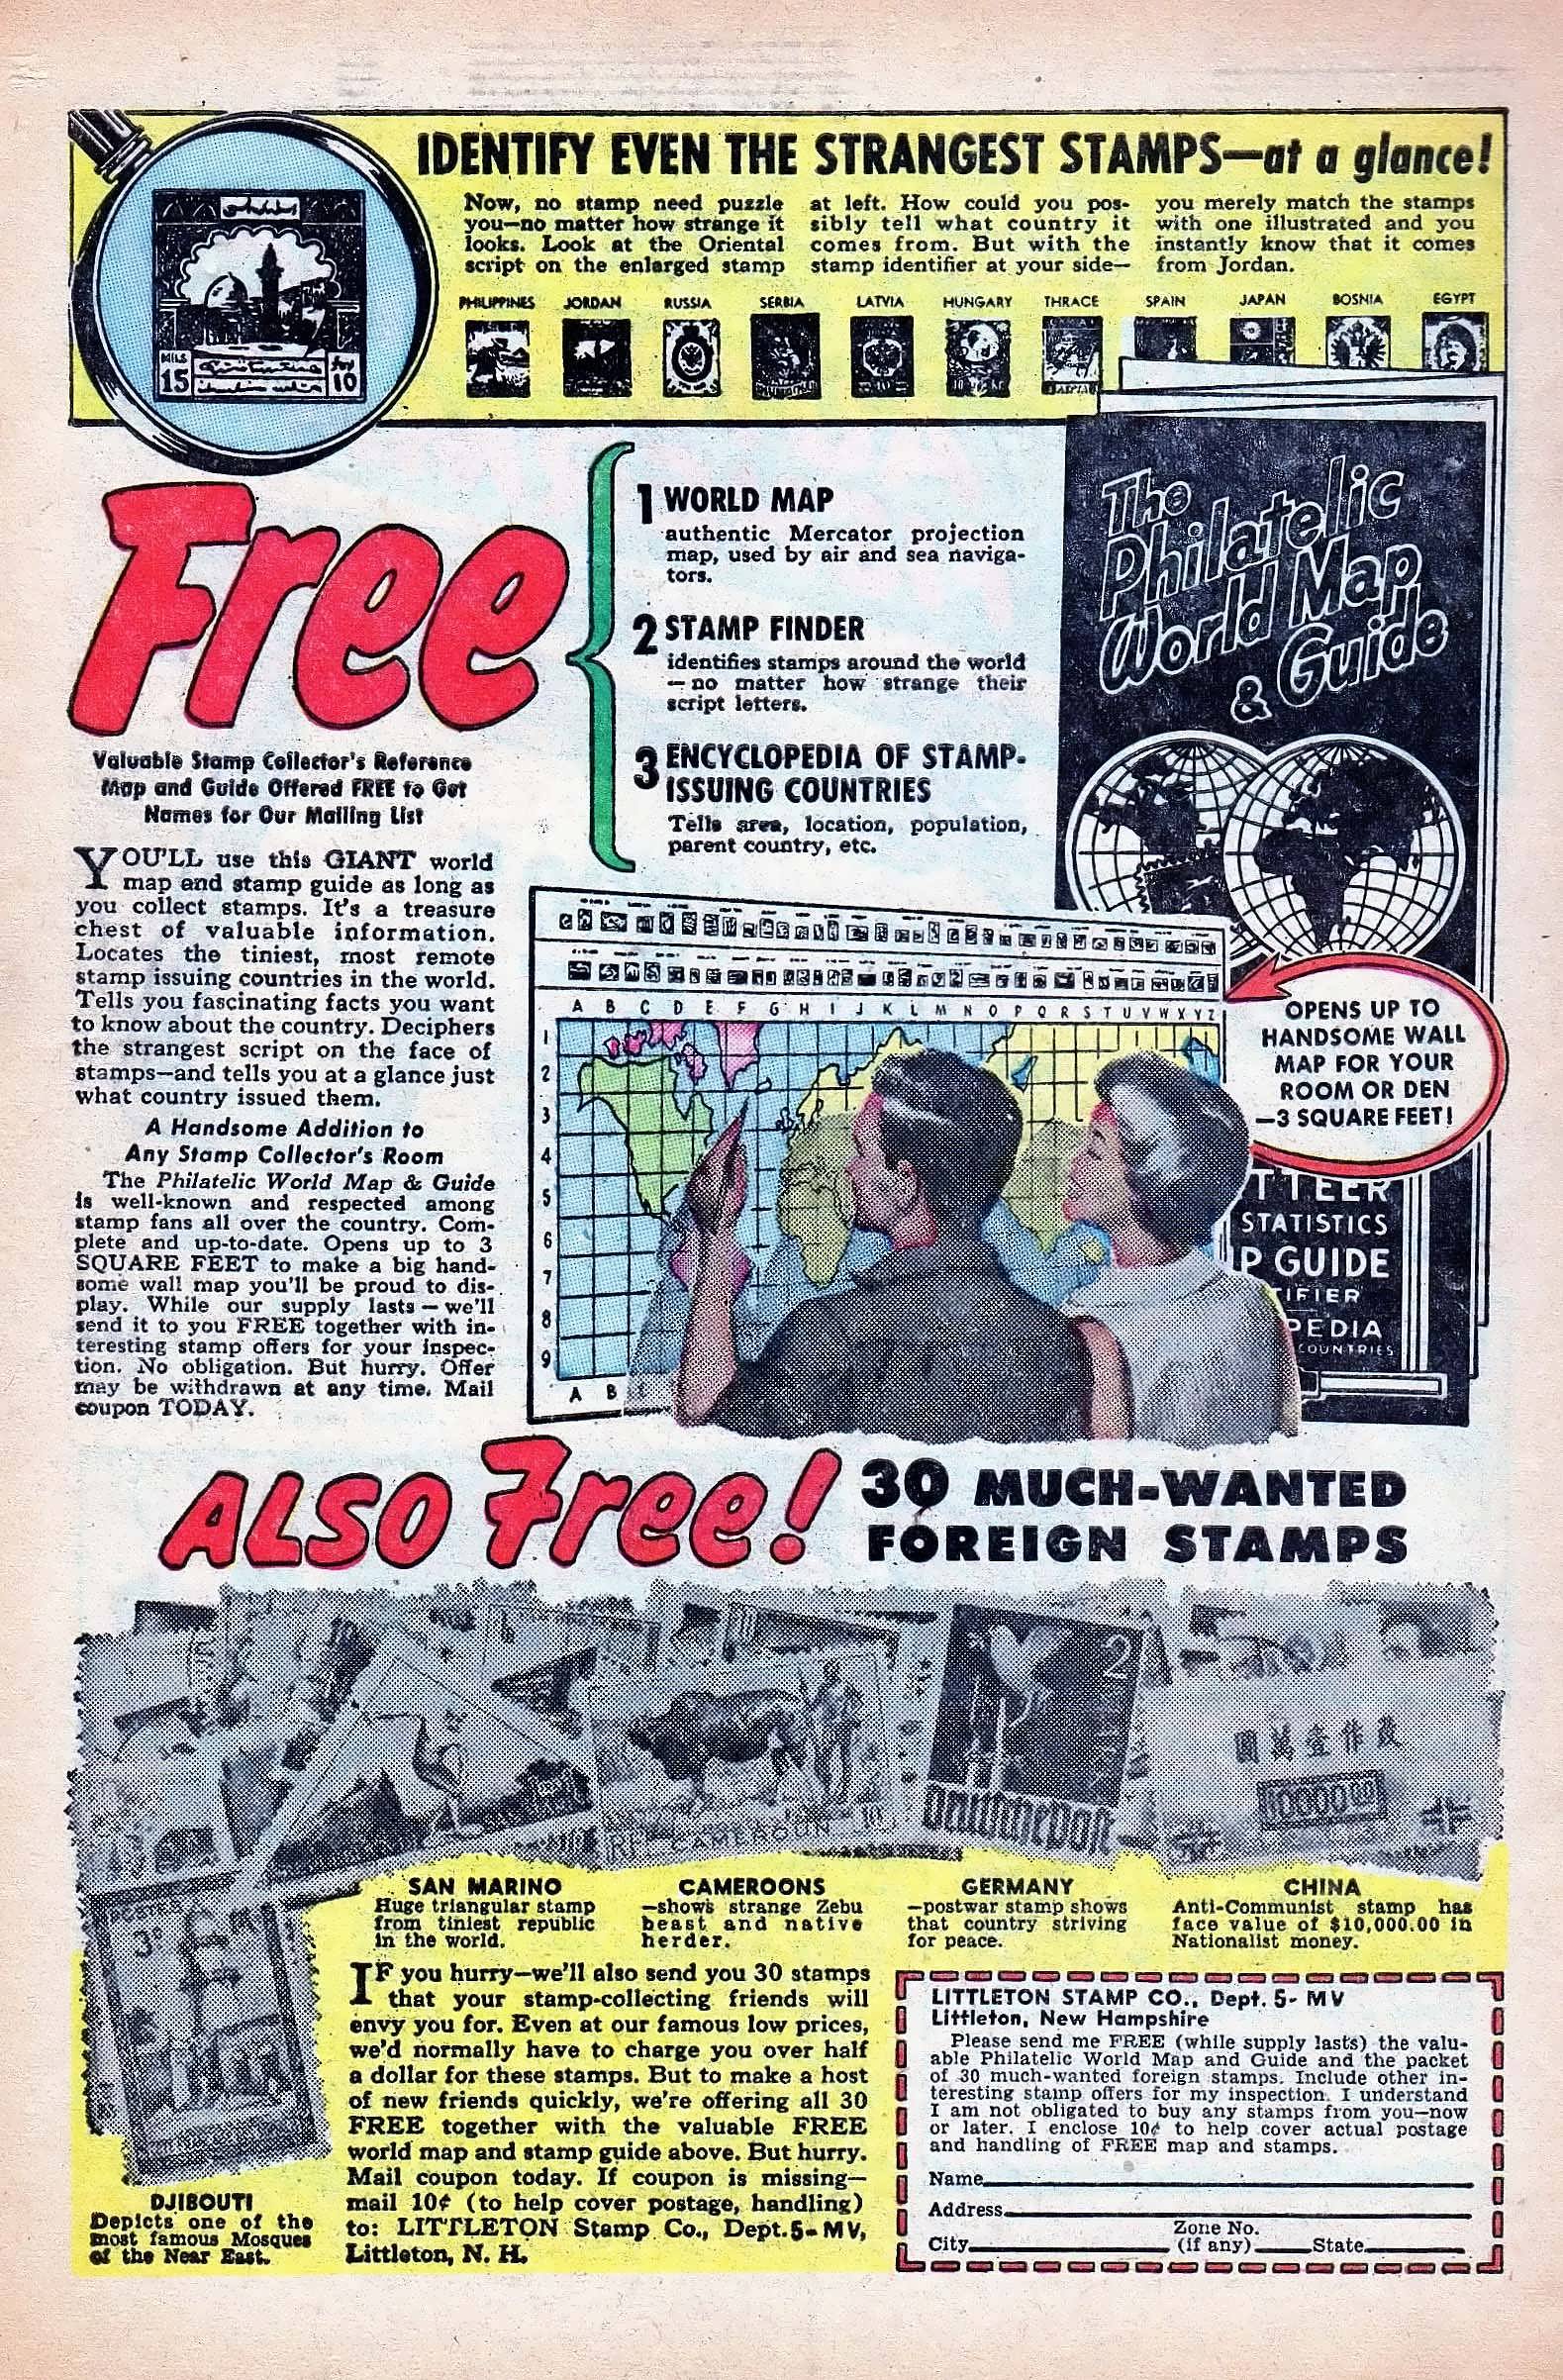 IDENTIFY EVEN THE STRANGEST STAMPS—at a glance!
Now, no stamp need puzzle
you—no matter how strange it
looks. Look at the Oriental
script on the enlarged stamp
at left. How could you pos-
sibly tell what country it
comes from. But with the
stamp identifier at your side—
you merely match the stamps
with one illustrated and you
instantly know that it comes
from Jordan.
MILS
15
10
PHILIPPINES JORDAN RUSSIA SERBIA LATVIA HUNGARY THRACE SPAIN JAPAN BOSNIA EGYPT
Free
1 WORLD MAP
authentic Mercator projection
map, used by air and sea naviga-
tors.
2 STAMP FINDER
identifies stamps around the world
—no matter how strange their
script letters.
3 ENCYCLOPEDIA OF STAMP-
ISSUING COUNTRIES
Tells area, location, population,
parent country, etc.
The
Philatelic
World Map
& Guide
Valuable Stamp Collector's Reference
Map and Guide Offered FREE to Get
Names for Our Mailing List
YOU'LL use this GIANT world
map and stamp guide as long as
you collect stamps. It's a treasure
chest of valuable information.
Locates the tiniest, most remote
stamp issuing countries in the world.
Tells you fascinating facts you want
to know about the country. Deciphers
the strangest script on the face of
stamps—and tells you at a glance just
what country issued them.
A Handsome Addition to
Any Stamp Collector's Room
The Philatelic World Map & Guide
is well-known and respected among
stamp fans all over the country. Com-
plete and up-to-date. Opens up to 3
SQUARE FEET to make a big hand-
some wall map you'll be proud to dis-
play. While our supply lasts — we'll
send it to you FREE together with in-
teresting stamp offers for your inspec-
tion. No obligation. But hurry. Offer
may be withdrawn at any time. Mail
coupon TODAY.
A B C D E F G H I J K L M N O P Q R S T U V W X Y Z
1
2
3
4
5
6
7
8
9
A B
OPENS UP TO
HANDSOME WALL
MAP FOR YOUR
ROOM OR DEN
—3 SQUARE FEET!
TTEER
STATISTICS
P GUIDE
TIFIER
PEDIA
COUNTRIES
ALSO Free!
30 MUCH-WANTED
FOREIGN STAMPS
10
RF CAMEROUN 10
2
10000 00
SAN MARINO
Huge triangular stamp
from tiniest republic
in the world.
CAMEROONS
—shows strange Zebu
beast and native
herder.
GERMANY
—postwar stamp shows
that country striving
for peace.
CHINA
Anti-Communist stamp has
face value of $10,000.00 in
Nationalist money.
POSTES
3
DJIBOUTI
Depicts one of the
most famous Mosques
of the Near East.
IF you hurry—we'll also send you 30 stamps
that your stamp-collecting friends will
envy you for. Even at our famous low prices,
we'd normally have to charge you over half
a dollar for these stamps. But to make a host
of new friends quickly, we're offering all 30
FREE together with the valuable FREE
world map and stamp guide above. But hurry.
Mail coupon today. If coupon is missing—
mail 10¢ (to help cover postage, handling)
to: LITTLETON Stamp Co., Dept. 5-MV,
Littleton, N. H.
LITTLETON STAMP CO., Dept. 5- MV
Littleton, New Hampshire
Please send me FREE (while supply lasts) the valu-
able Philatelic World Map and Guide and the packet
of 30 much-wanted foreign stamps. Include other in-
teresting stamp offers for my inspection. I understand
I am not obligated to buy any stamps from you—now
or later. I enclose 10¢ to help cover actual postage
and handling of FREE map and stamps.
Name
Address
City Zone No. (if any) State